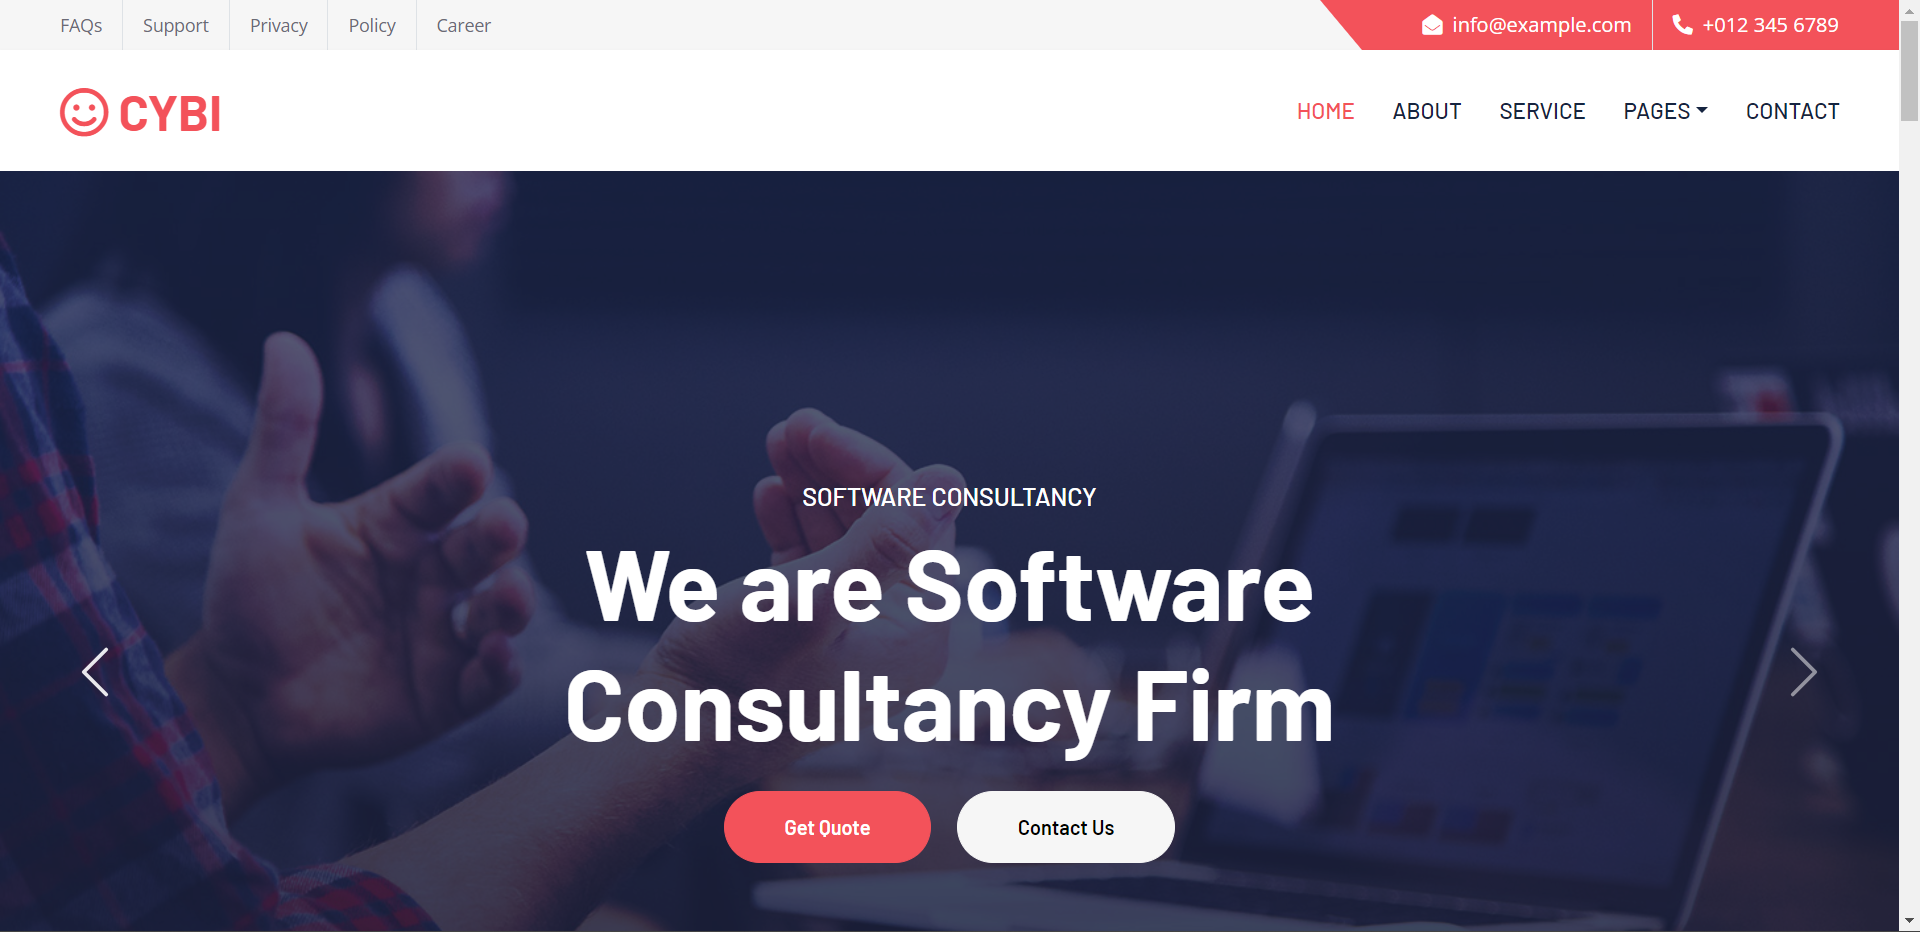 FAQs Support Privacy Policy Career info@example.com +012 345 6789
CYBI HOME ABOUT SERVICE PAGES CONTACT
SOFTWARE CONSULTANCY
We are Software
Consultancy Firm
Get Quote Contact Us